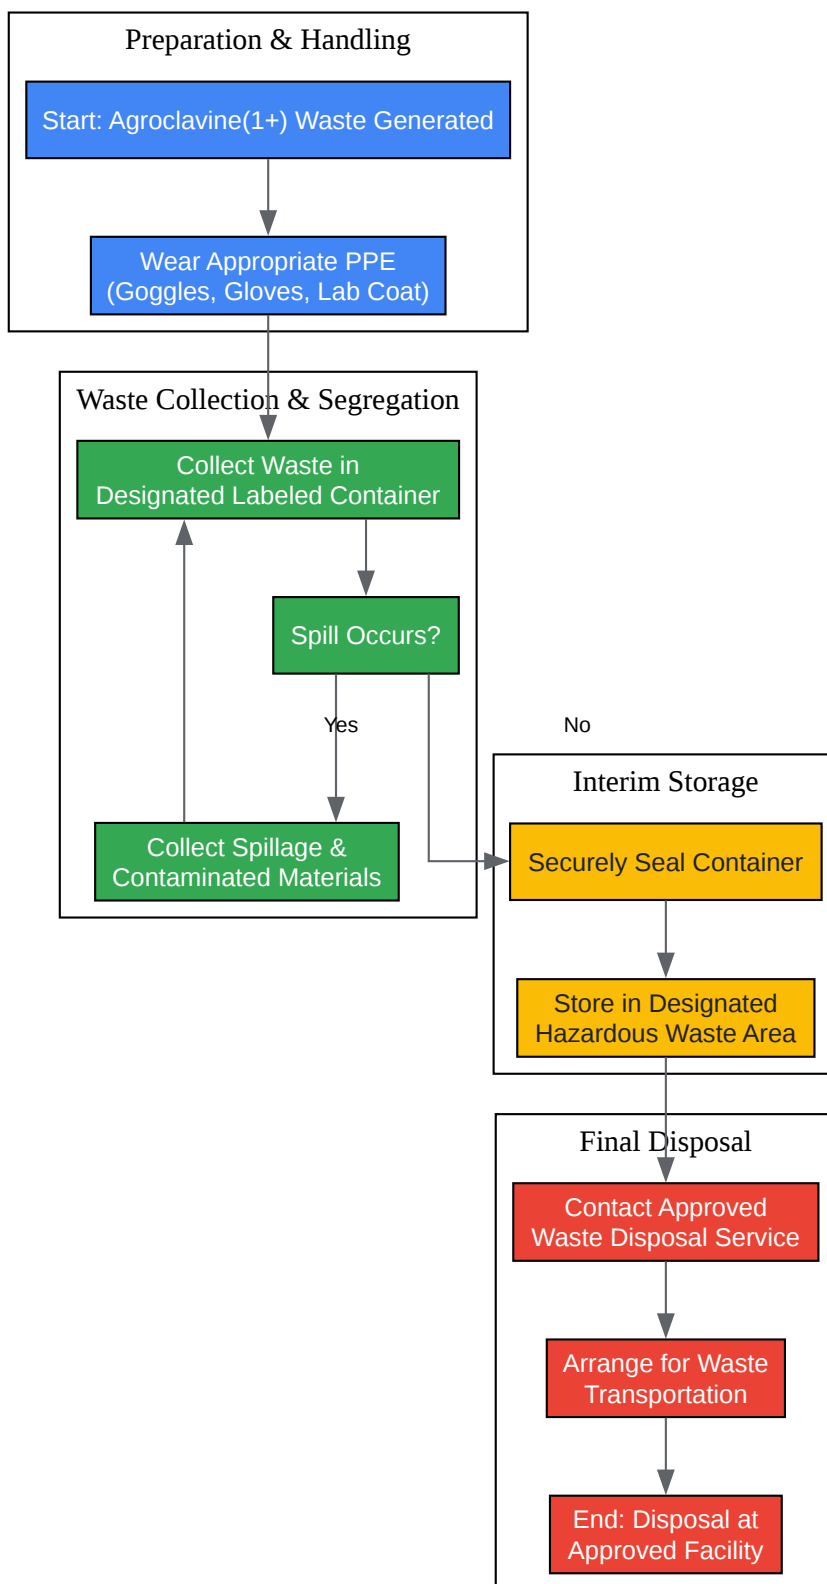 Preparation & Handling
Start: Agroclavine(1+) Waste Generated
Wear Appropriate PPE
(Goggles, Gloves, Lab Coat)
Waste Collection & Segregation
Collect Waste in
Designated Labeled Container
Spill Occurs?
Yes
No
Collect Spillage &
Contaminated Materials
Interim Storage
Securely Seal Container
Store in Designated
Hazardous Waste Area
Final Disposal
Contact Approved
Waste Disposal Service
Arrange for Waste
Transportation
End: Disposal at
Approved Facility